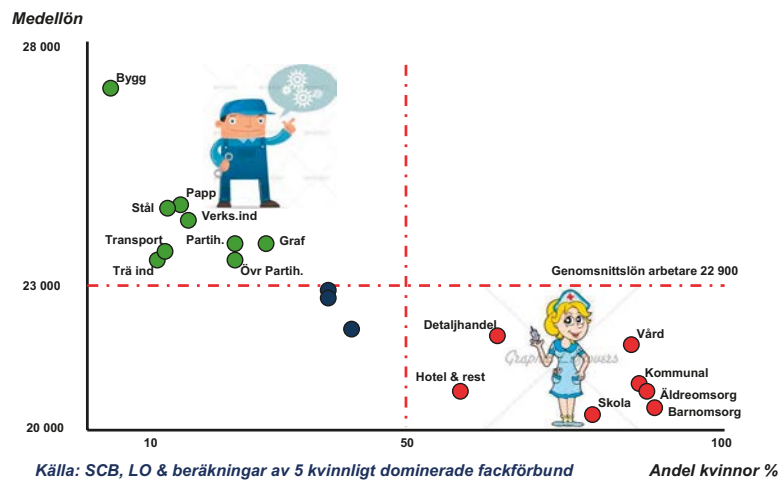 Medellön
28 000
Bygg
Papp
Stål
Verks.ind
Transport
Partih.
Graf
Trä ind
Övr Partih.
23 000
Genomsnittslön arbetare 22 900
Detaljhandel
Vård
Hotel & rest
Kommunal
Äldreomsorg
Skola
Barnomsorg
20 000
10
50
100
Källa: SCB, LO & beräkningar av 5 kvinnligt dominerade fackförbund
Andel kvinnor %